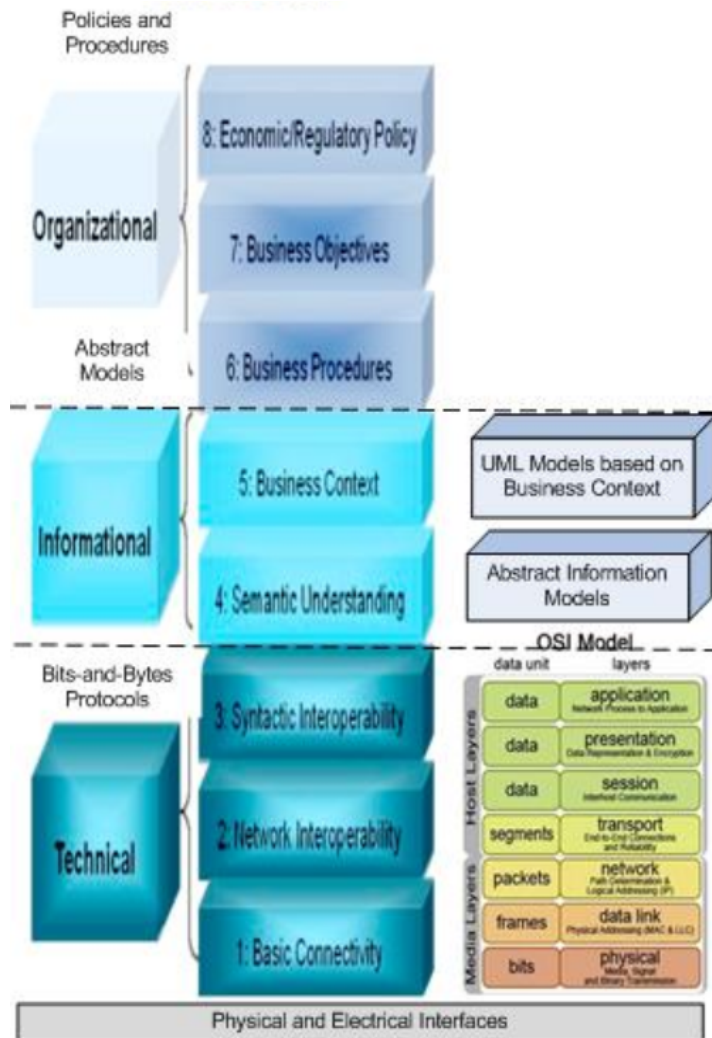 Policies and
Procedures
8: Economic/Regulatory Policy
Organizational
7: Business Objectives
Abstract
Models
6: Business Procedures
5: Business Context
UML Models based on
Business Context
Informational
4: Semantic Understanding
Abstract Information
Models
OSI Model
Bits-and-Bytes
Protocols
data unit
layers
3: Syntactic Interoperability
Host Layers
data
application
Network Process to Application
data
presentation
Data Representation & Encryption
data
session
Interhost Communication
Technical
2: Network Interoperability
segments
transport
End-to-End Connections
and Reliability
Media Layers
packets
network
Path Determination &
Logical Addressing (IP)
1: Basic Connectivity
frames
data link
Physical Addressing (MAC & LLC)
bits
physical
Media, Signal
and Binary Transmission
Physical and Electrical Interfaces